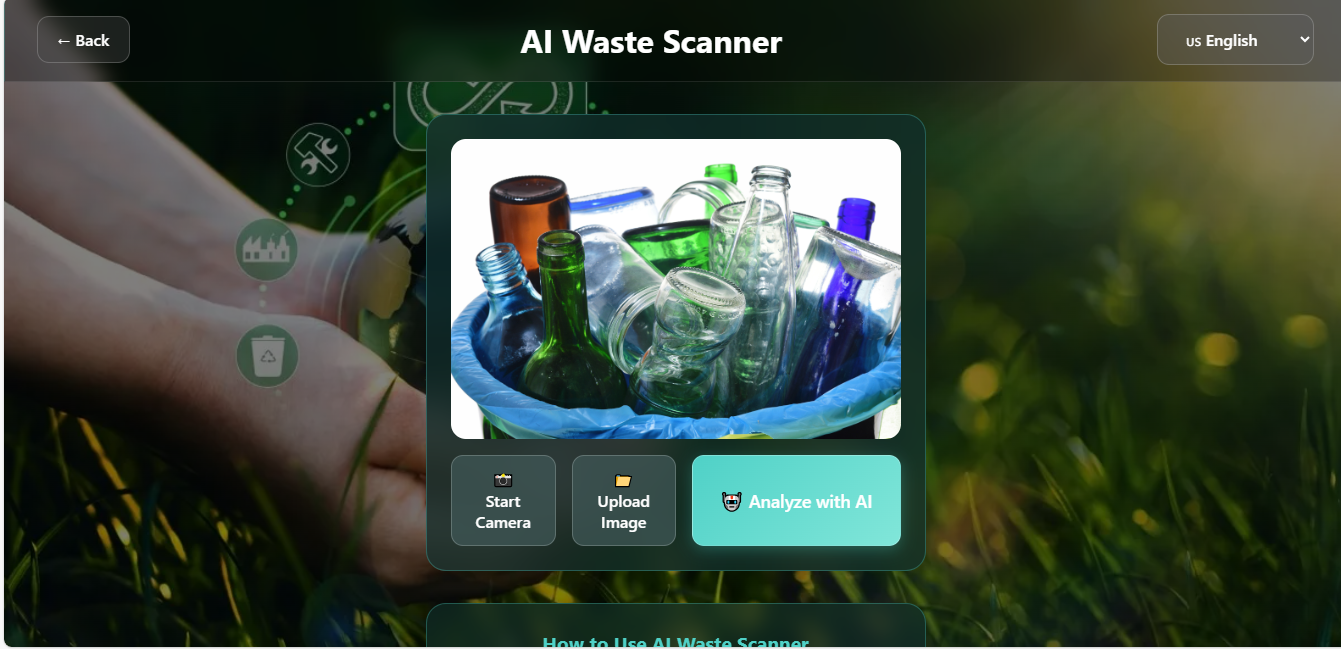 ← Back
AI Waste Scanner
us English
Start
Camera
Upload
Image
Analyze with AI
How to Use AI Waste Scanner